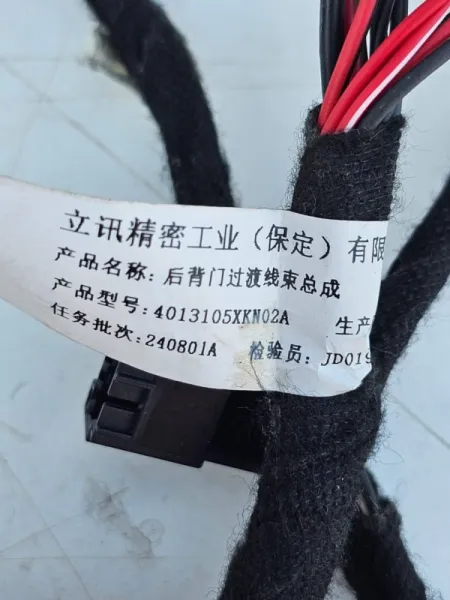 立讯精密工业（保定）有限
产品名称：后背门过渡线束总成
产品型号：4013105XKN02A 生产
任务批次：240801A 检验员：JD019